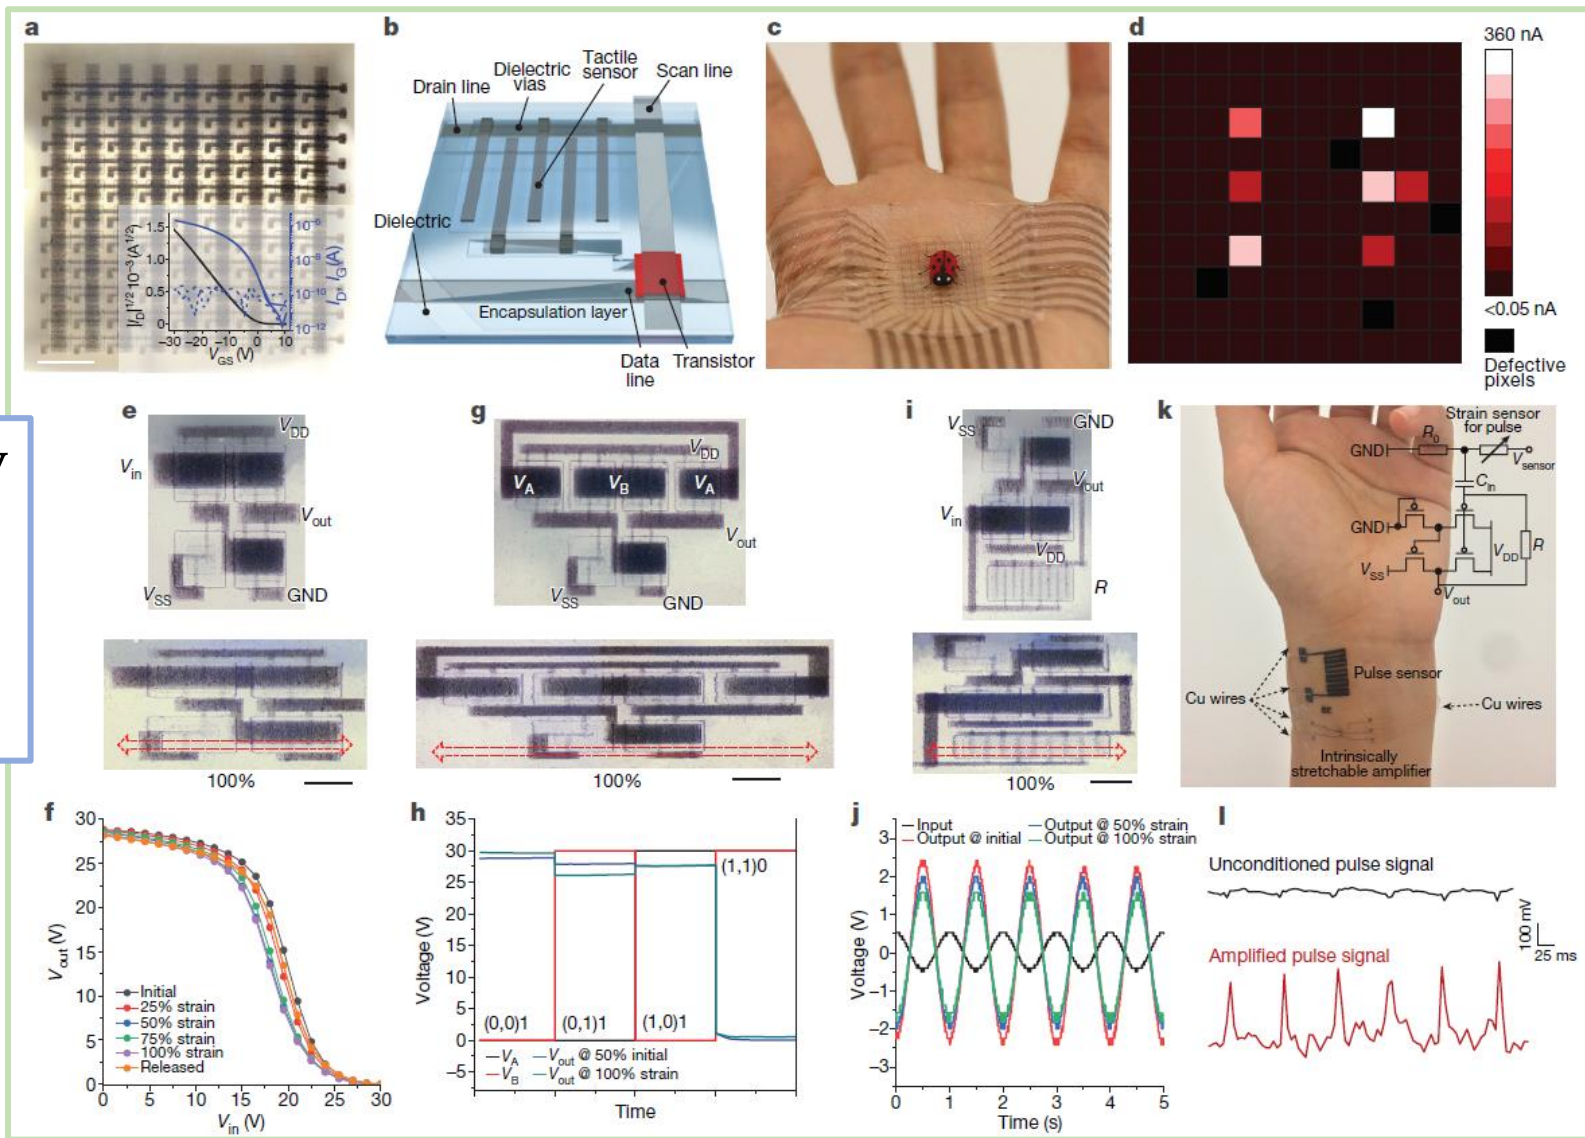 a
|I_D|^1/2 10^-3 (A^1/2)
1.5
1.0
0.5
0
-30 -20 -10 0 10
V_GS (V)
10^-6
10^-8
10^-10
10^-12
I_D, I_G (A)
b
Drain line
Dielectric
vias
Tactile
sensor
Scan line
Dielectric
Encapsulation layer
Data
line
Transistor
c
d
360 nA
<0.05 nA
Defective
pixels
e
V_DD
V_in
V_out
V_SS
GND
100%
g
V_DD
V_A
V_B
V_A
V_out
V_SS
GND
100%
i
V_SS
GND
V_out
V_in
V_DD
R
100%
k
Strain sensor
for pulse
GND
R_0
V_sensor
C_in
GND
V_DD
R
V_SS
V_out
Pulse sensor
Cu wires
Cu wires
Intrinsically
stretchable amplifier
f
30
25
20
15
10
5
0
V_out (V)
Initial
25% strain
50% strain
75% strain
100% strain
Released
0 5 10 15 20 25 30
V_in (V)
h
35
30
25
20
15
10
5
0
-5
Voltage (V)
(0,0)1
(0,1)1
(1,0)1
(1,1)0
V_A
V_B
V_out @ 50% initial
V_out @ 100% strain
Time
j
Input
Output @ initial
Output @ 50% strain
Output @ 100% strain
3
2
1
0
-1
-2
-3
Voltage (V)
0 1 2 3 4 5
Time (s)
l
Unconditioned pulse signal
100 mV
25 ms
Amplified pulse signal